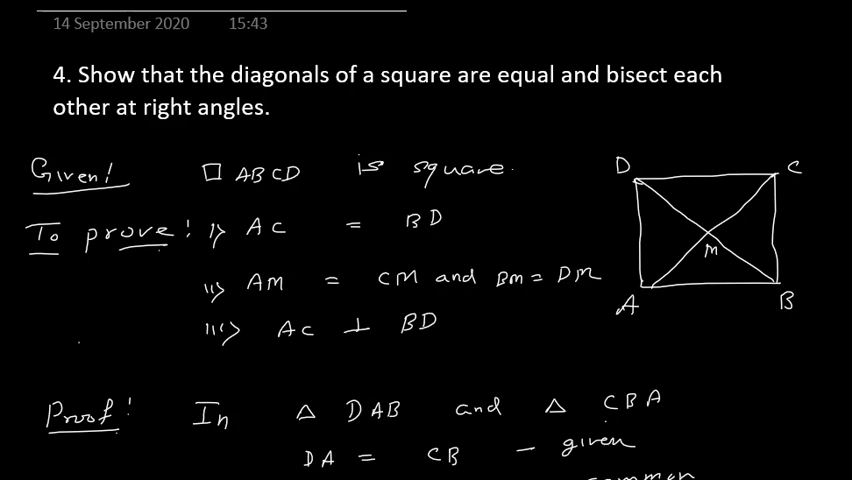 14 September 2020 15:43
4. Show that the diagonals of a square are equal and bisect each
other at right angles.
Given! □ ABCD is square.
To prove! i) AC = BD
ii) AM = CM and BM = DM
iii) AC ⊥ BD
D C
M
A B
Proof! In △ DAB and △ CBA
DA = CB – given
common